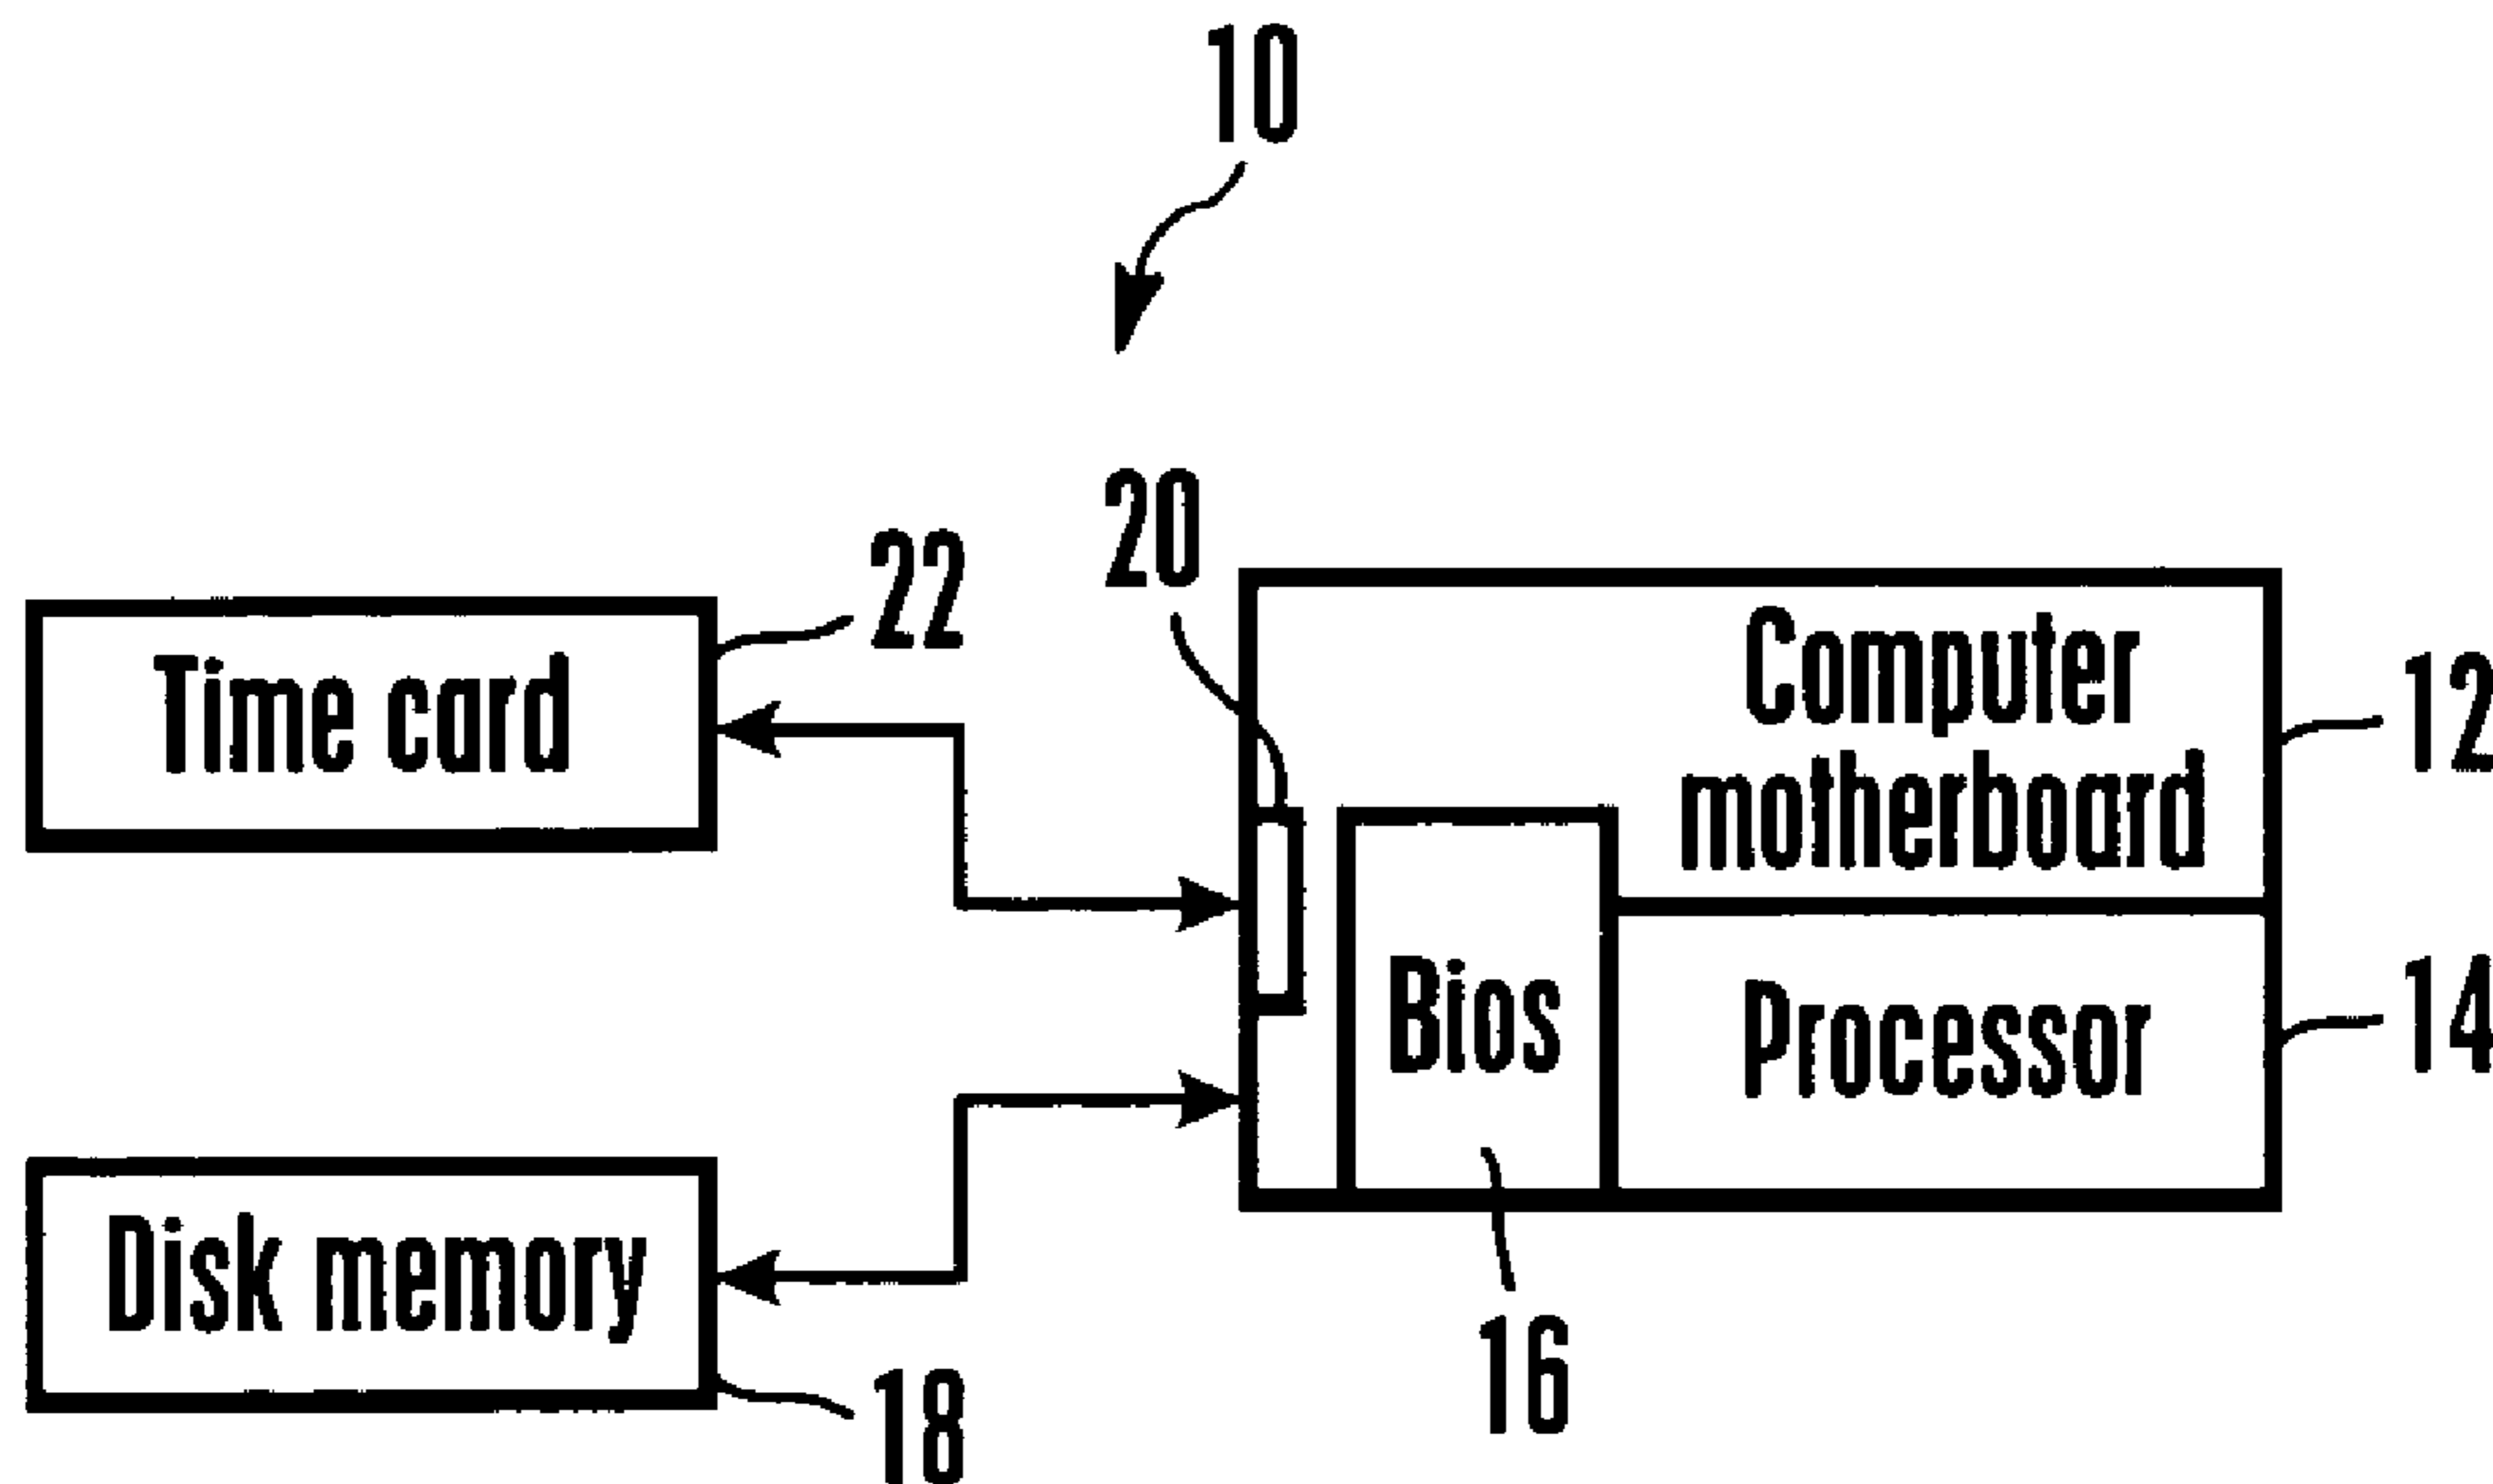 10
20
22
Time card
Computer
motherboard
12
Bios
Processor
14
Disk memory
18
16